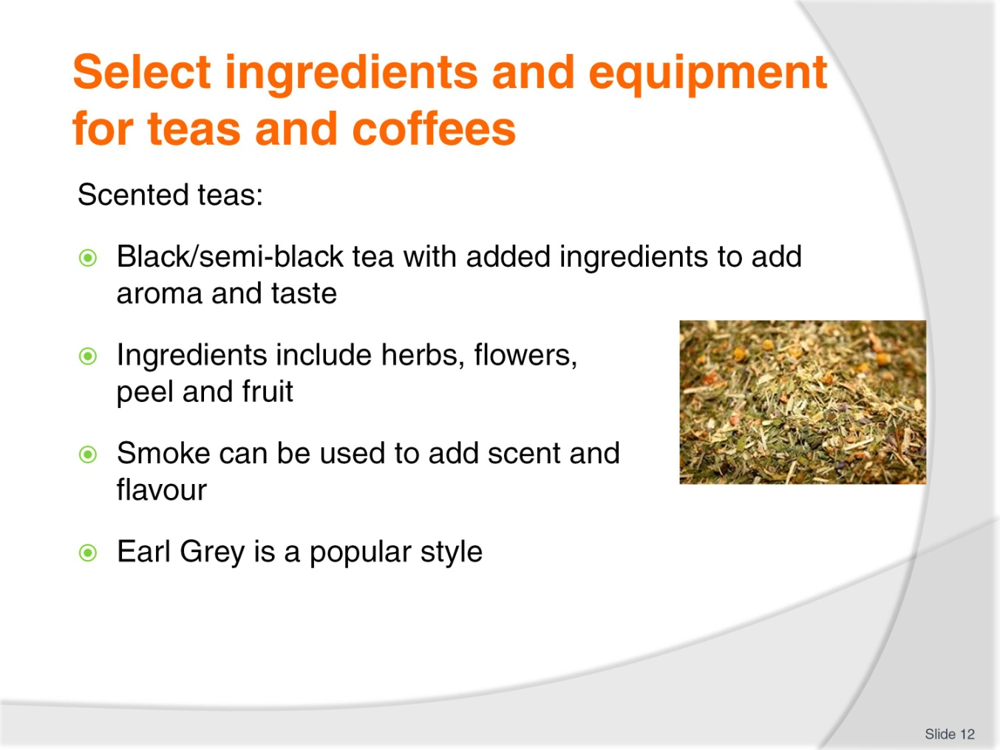 Select ingredients and equipment
for teas and coffees
Scented teas:
Black/semi-black tea with added ingredients to add
aroma and taste
Ingredients include herbs, flowers,
peel and fruit
Smoke can be used to add scent and
flavour
Earl Grey is a popular style
Slide 12